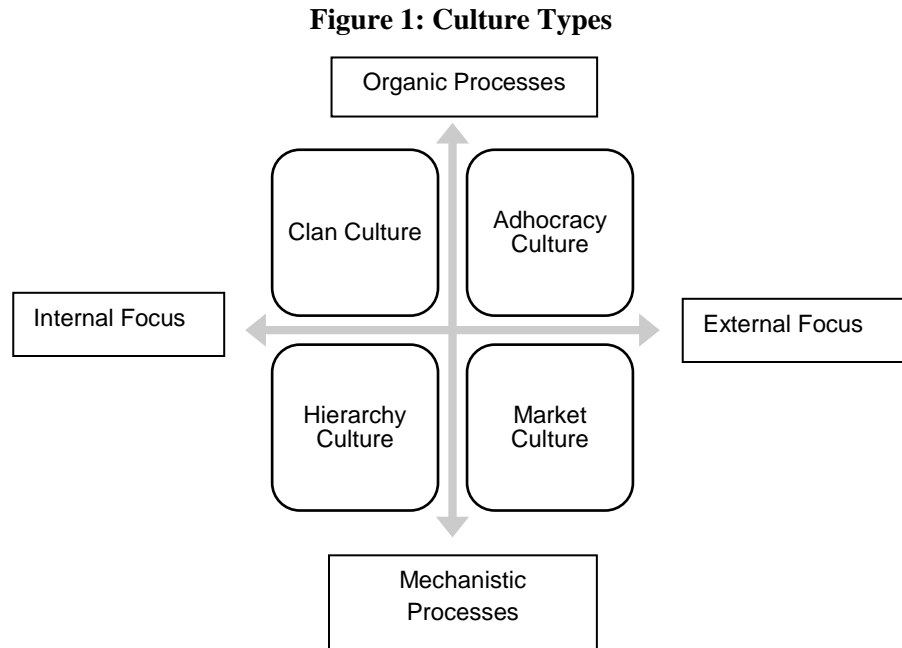 Figure 1: Culture Types
Organic Processes
Clan Culture
Adhocracy
Culture
Internal Focus
External Focus
Hierarchy
Culture
Market
Culture
Mechanistic
Processes